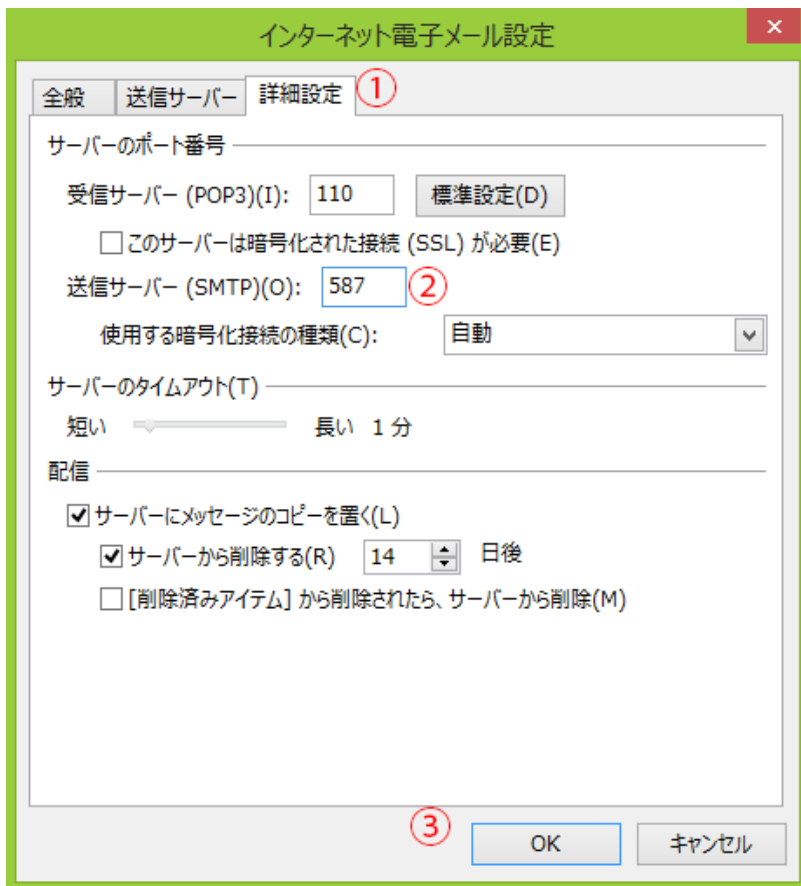 インターネット電子メール設定
全般 送信サーバー 詳細設定 ①
サーバーのポート番号
受信サーバー (POP3)(I): 110 標準設定(D)
このサーバーは暗号化された接続 (SSL) が必要(E)
送信サーバー (SMTP)(O): 587 ②
使用する暗号化接続の種類(C): 自動
サーバーのタイムアウト(T)
短い 長い 1 分
配信
サーバーにメッセージのコピーを置く(L)
サーバーから削除する(R) 14 日後
[削除済みアイテム] から削除されたら、サーバーから削除(M)
③ OK キャンセル